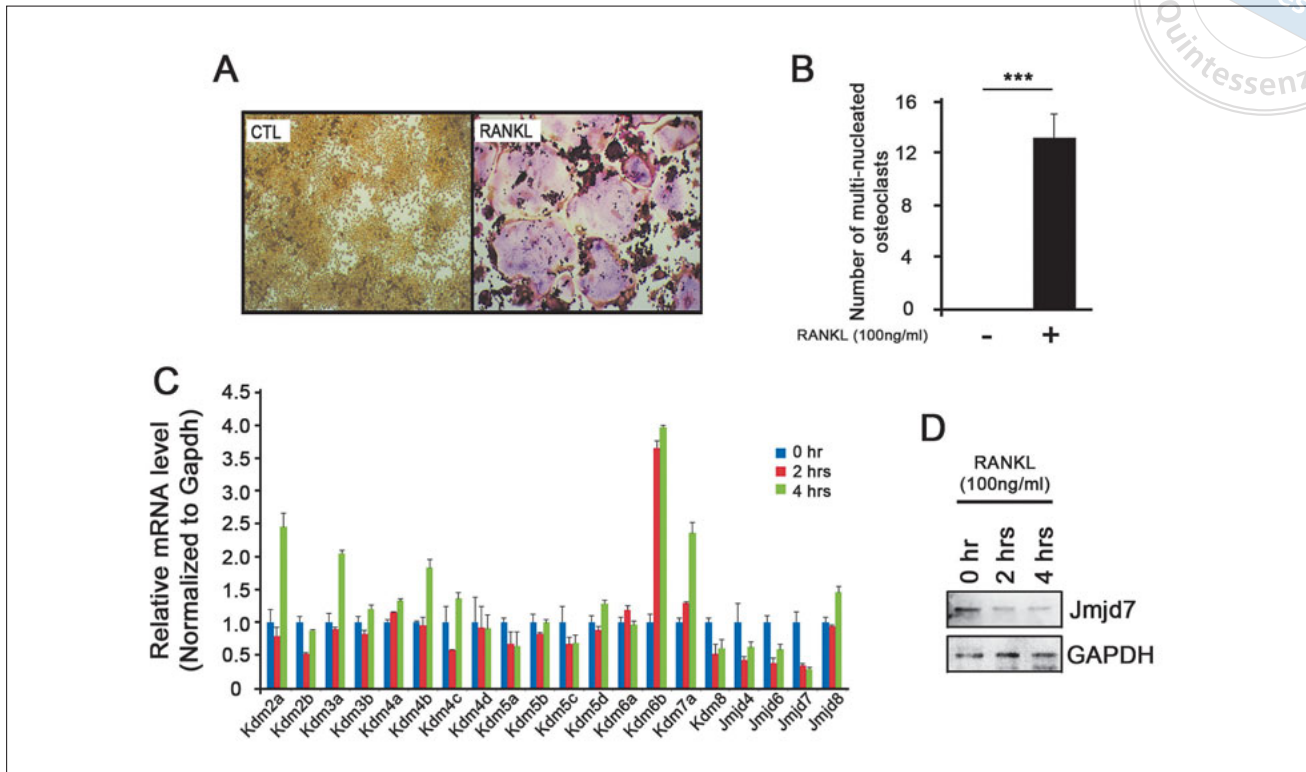 Quintessenz
A
CTL
RANKL
B
***
Number of multi-nucleated
osteoclasts
16
12
8
4
0
RANKL (100ng/ml)
-
+
C
Relative mRNA level
(Normalized to Gapdh)
4.5
4.0
3.5
3.0
2.5
2.0
1.5
1.0
0.5
0
0 hr
2 hrs
4 hrs
Kdm2a
Kdm2b
Kdm3a
Kdm3b
Kdm4a
Kdm4b
Kdm4c
Kdm4d
Kdm5a
Kdm5b
Kdm5c
Kdm5d
Kdm6a
Kdm6b
Kdm7a
Kdm8
Jmjd4
Jmjd6
Jmjd7
Jmjd8
D
RANKL
(100ng/ml)
0 hr
2 hrs
4 hrs
Jmjd7
GAPDH